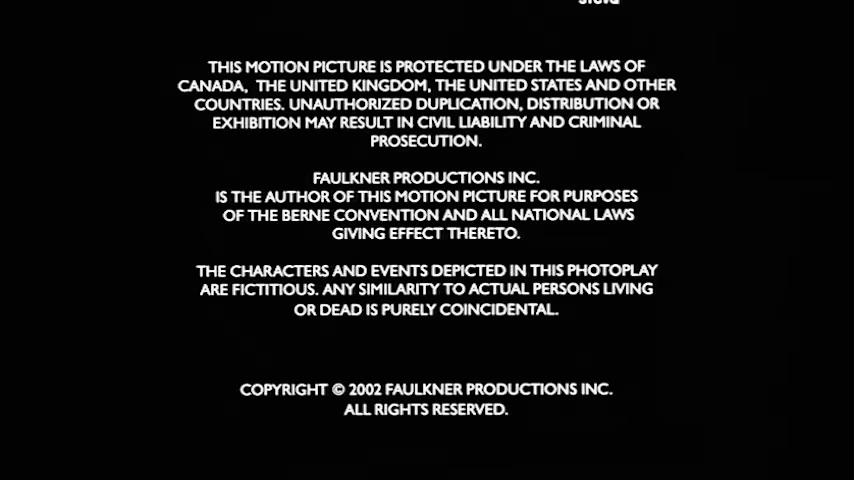 THIS MOTION PICTURE IS PROTECTED UNDER THE LAWS OF
CANADA, THE UNITED KINGDOM, THE UNITED STATES AND OTHER
COUNTRIES. UNAUTHORIZED DUPLICATION, DISTRIBUTION OR
EXHIBITION MAY RESULT IN CIVIL LIABILITY AND CRIMINAL
PROSECUTION.
FAULKNER PRODUCTIONS INC.
IS THE AUTHOR OF THIS MOTION PICTURE FOR PURPOSES
OF THE BERNE CONVENTION AND ALL NATIONAL LAWS
GIVING EFFECT THERETO.
THE CHARACTERS AND EVENTS DEPICTED IN THIS PHOTOPLAY
ARE FICTITIOUS. ANY SIMILARITY TO ACTUAL PERSONS LIVING
OR DEAD IS PURELY COINCIDENTAL.
COPYRIGHT © 2002 FAULKNER PRODUCTIONS INC.
ALL RIGHTS RESERVED.